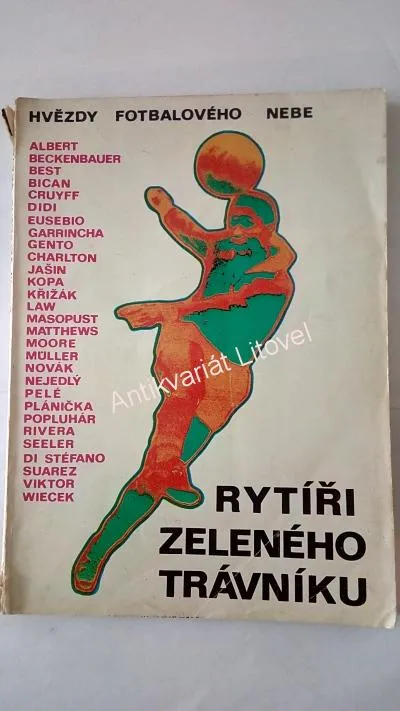 HVĚZDY FOTBALOVÉHO NEBE
ALBERT
BECKENBAUER
BEST
BICAN
CRUYFF
DIDI
EUSEBIO
GARRINCHA
GENTO
CHARLTON
JAŠIN
KOPA
KŘIŽÁK
LAW
MASOPUST
MATTHEWS
MOORE
MÜLLER
NOVÁK
NEJEDLÝ
PELÉ
PLÁNIČKA
POPLUHÁR
RIVERA
SEELER
DI STÉFANO
SUAREZ
VIKTOR
WIECEK
Antikvariát Litovel
RYTÍŘI
ZELENÉHO
TRÁVNÍKU